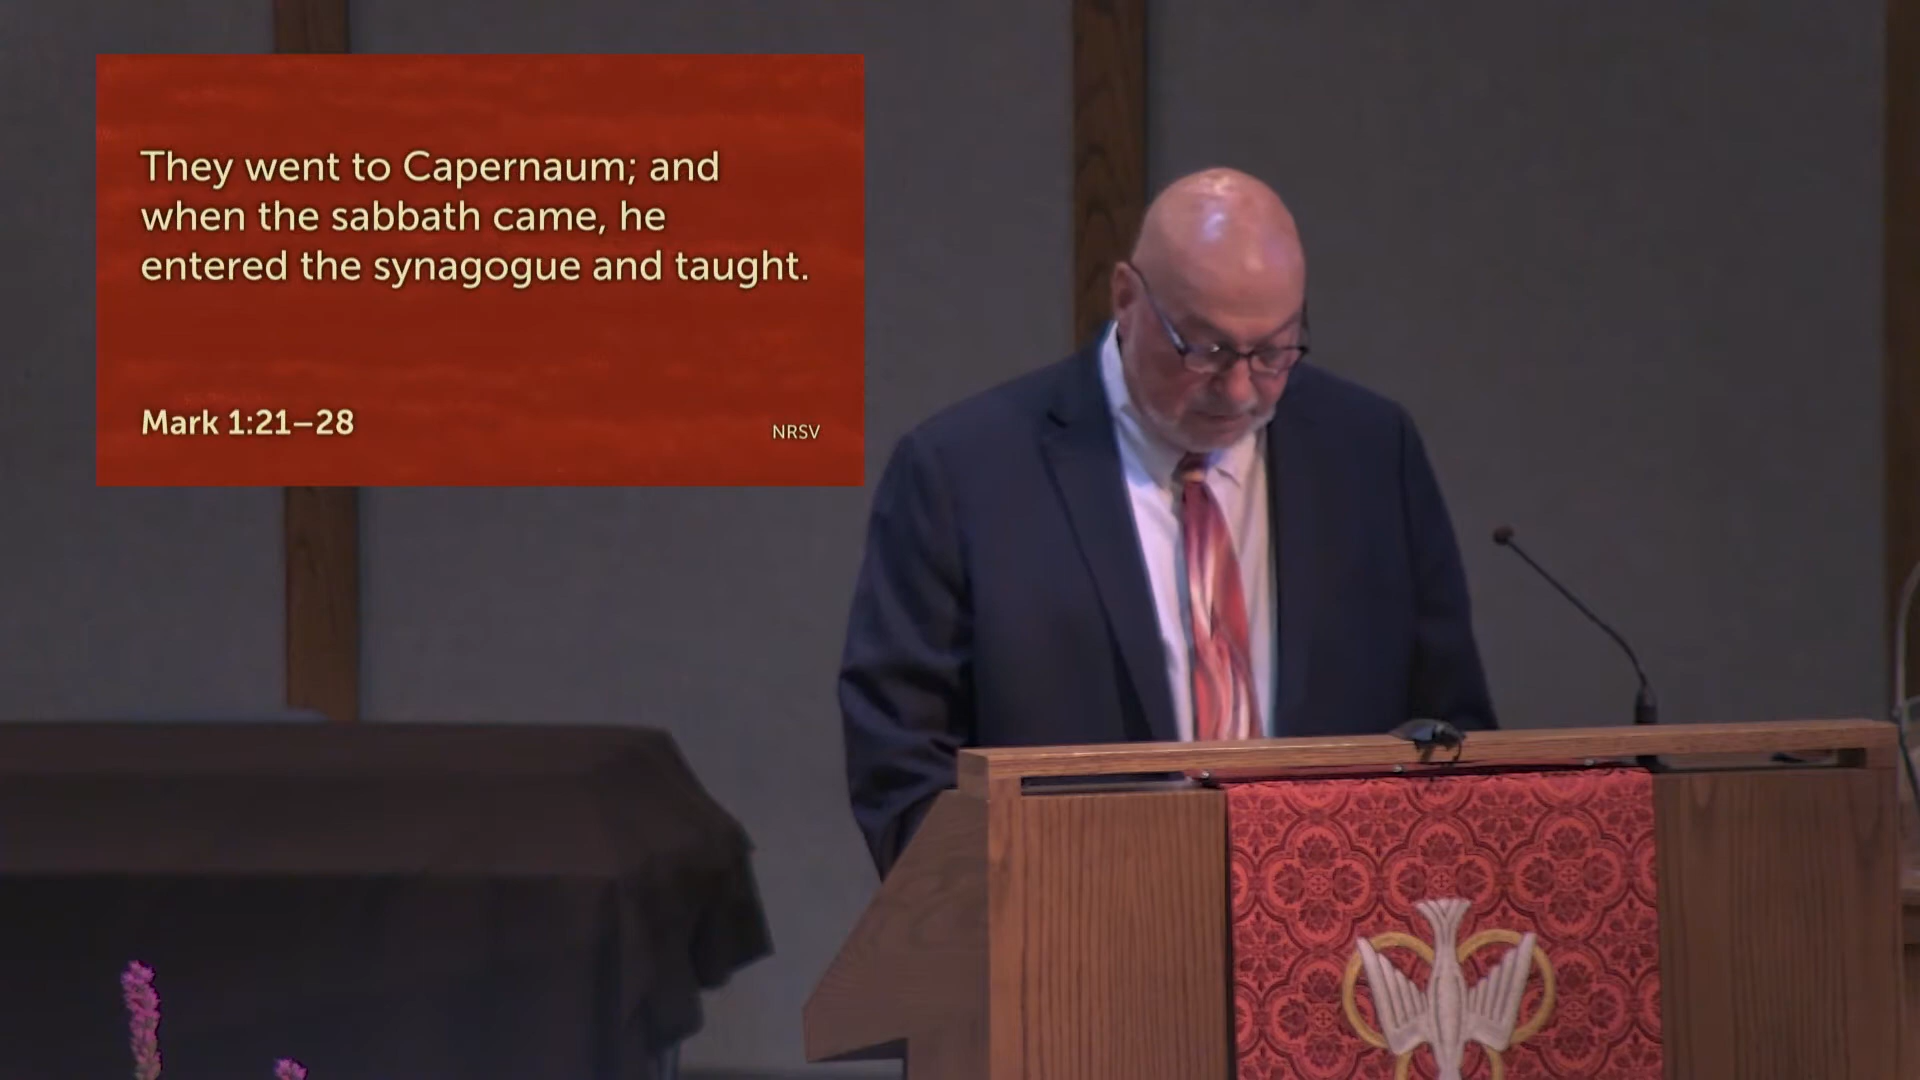 They went to Capernaum; and
when the sabbath came, he
entered the synagogue and taught.
Mark 1:21–28
NRSV